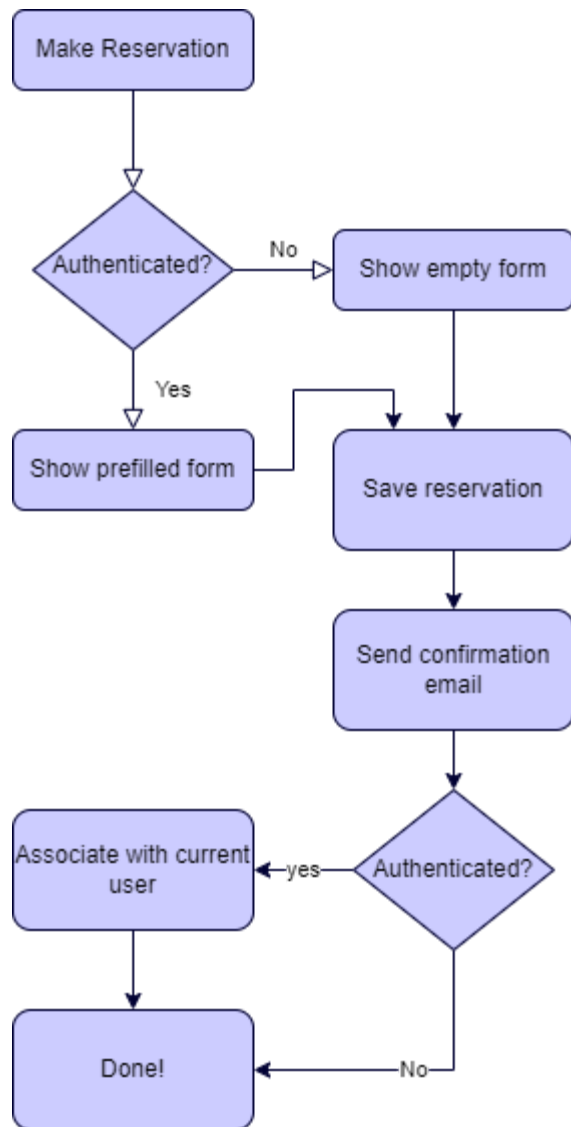 Make Reservation
Authenticated?
No
Show empty form
Yes
Show prefilled form
Save reservation
Send confirmation
email
Authenticated?
yes
Associate with current
user
No
Done!